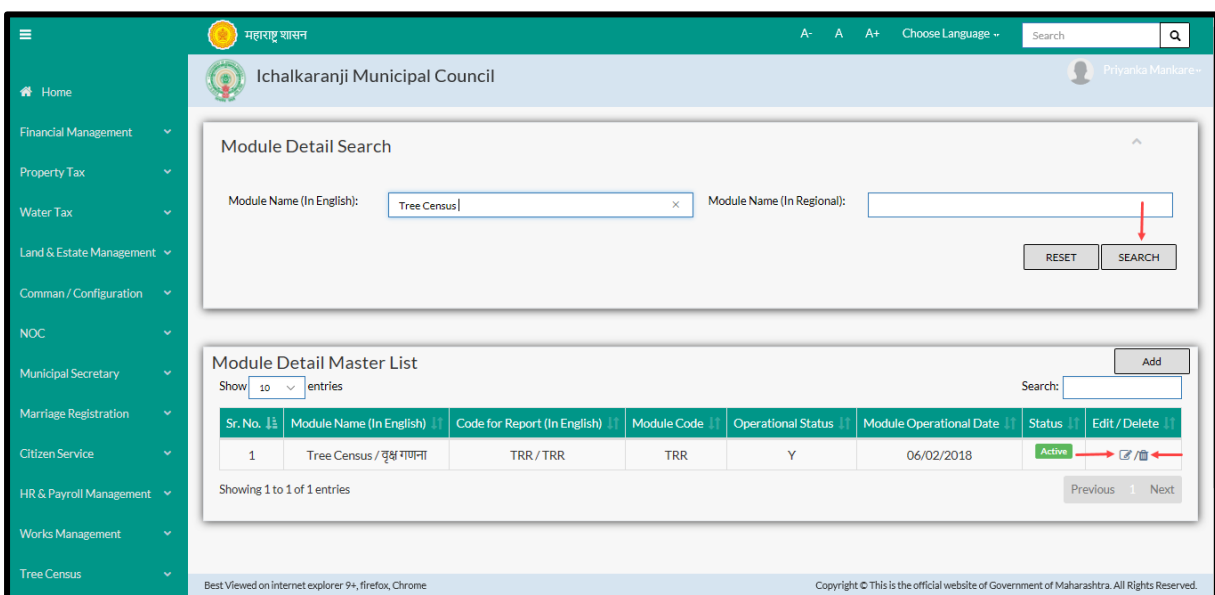 महाराष्ट्र शासन A- A A+ Choose Language Search
Ichalkaranji Municipal Council Priyanka Mankare
Home
Financial Management
Property Tax
Water Tax
Land & Estate Management
Comman / Configuration
NOC
Municipal Secretary
Marriage Registration
Citizen Service
HR & Payroll Management
Works Management
Tree Census
Module Detail Search
Module Name (In English): Tree Census × Module Name (In Regional):
RESET SEARCH
Module Detail Master List Add
Show 10 entries Search:
Sr. No. Module Name (In English) Code for Report (In English) Module Code Operational Status Module Operational Date Status Edit / Delete
1 Tree Census / वृक्ष गणना TRR / TRR TRR Y 06/02/2018 Active /
Showing 1 to 1 of 1 entries Previous 1 Next
Best Viewed on internet explorer 9+, firefox, Chrome Copyright © This is the official website of Government of Maharashtra. All Rights Reserved.